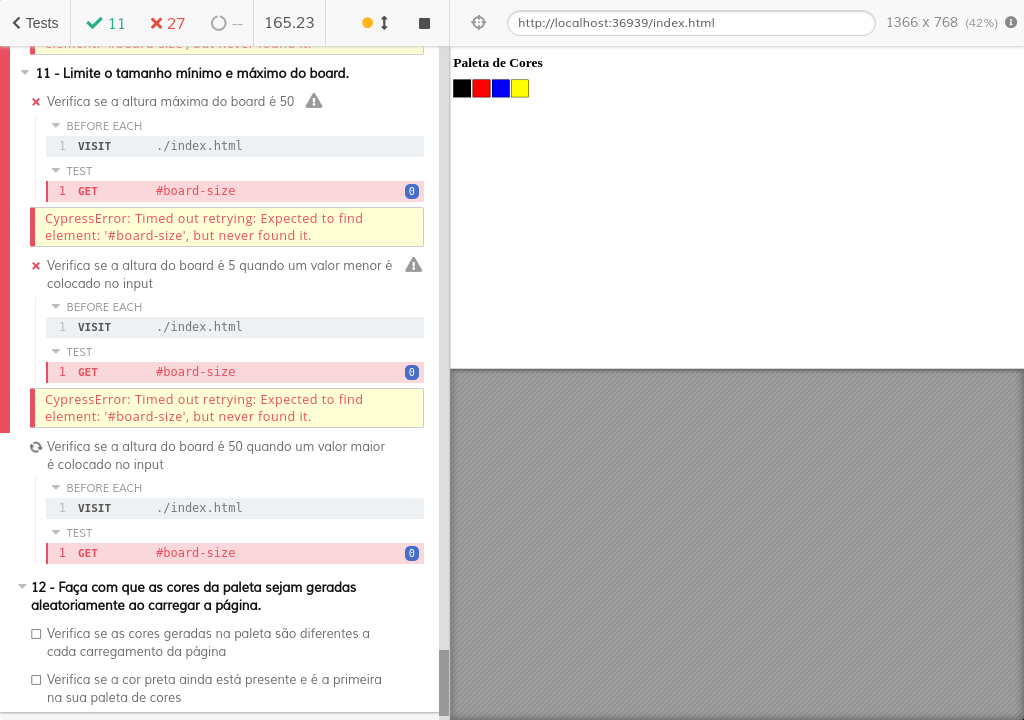 Tests
11
27
--
165.23
http://localhost:36939/index.html
1366 x 768 (42%)
element: '#board-size', but never found it.
11 - Limite o tamanho mínimo e máximo do board.
Verifica se a altura máxima do board é 50
BEFORE EACH
1 VISIT ./index.html
TEST
1 GET #board-size 0
CypressError: Timed out retrying: Expected to find
element: '#board-size', but never found it.
Verifica se a altura do board é 5 quando um valor menor é
colocado no input
BEFORE EACH
1 VISIT ./index.html
TEST
1 GET #board-size 0
CypressError: Timed out retrying: Expected to find
element: '#board-size', but never found it.
Verifica se a altura do board é 50 quando um valor maior
é colocado no input
BEFORE EACH
1 VISIT ./index.html
TEST
1 GET #board-size 0
12 - Faça com que as cores da paleta sejam geradas
aleatoriamente ao carregar a página.
Verifica se as cores geradas na paleta são diferentes a
cada carregamento da página
Verifica se a cor preta ainda está presente e é a primeira
na sua paleta de cores
Paleta de Cores